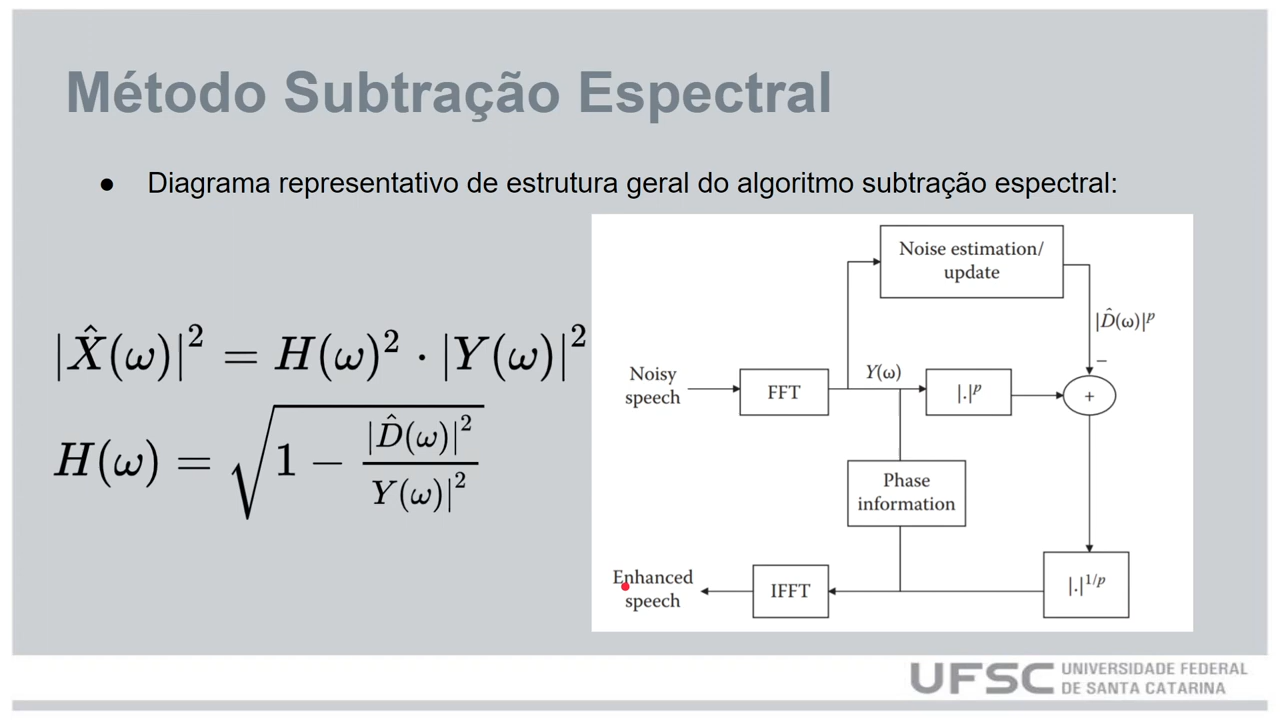 Método Subtração Espectral
● Diagrama representativo de estrutura geral do algoritmo subtração espectral:
|X̂(ω)|² = H(ω)² · |Y(ω)|²
H(ω) = √(1 − |D̂(ω)|² / Y(ω)|²)
Noise estimation/
update
|D̂(ω)|ᵖ
−
Noisy
speech
FFT
Y(ω)
|.|ᵖ
+
Phase
information
Enhanced
speech
IFFT
|.|¹/ᵖ
UFSC
UNIVERSIDADE FEDERAL
DE SANTA CATARINA